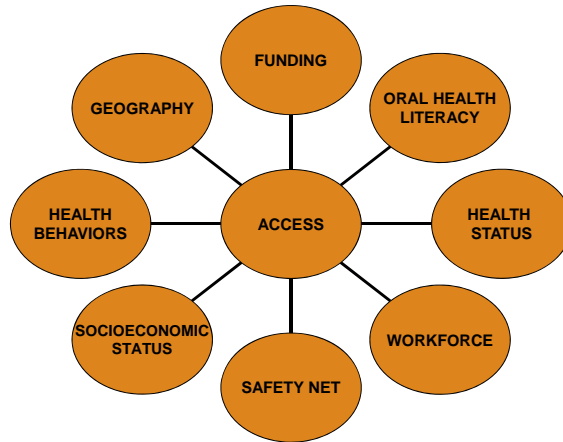 FUNDING
ORAL HEALTH
LITERACY
GEOGRAPHY
HEALTH
BEHAVIORS
ACCESS
HEALTH
STATUS
SOCIOECONOMIC
STATUS
WORKFORCE
SAFETY NET